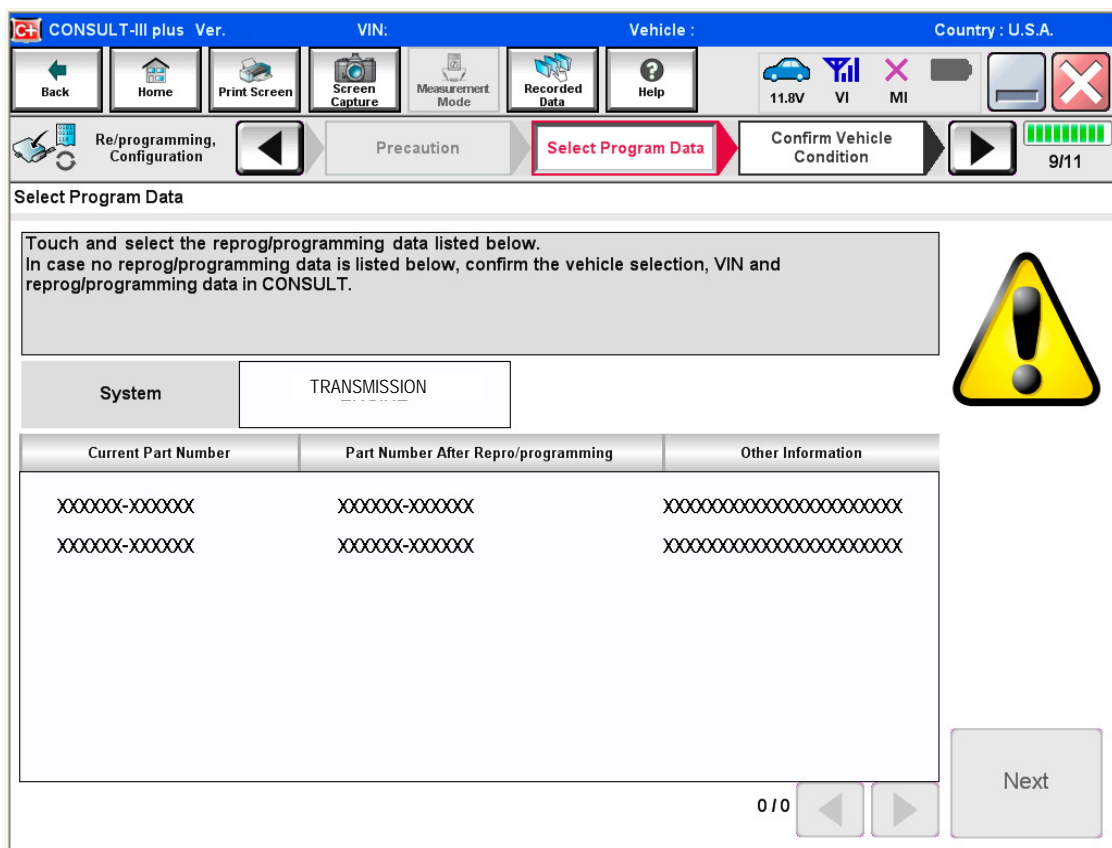 C+ CONSULT-III plus Ver. VIN: Vehicle : Country : U.S.A.
Back
Home
Print Screen
Screen
Capture
Measurement
Mode
Recorded
Data
Help
11.8V
VI
MI
Re/programming,
Configuration
Precaution
Select Program Data
Confirm Vehicle
Condition
9/11
Select Program Data
Touch and select the reprog/programming data listed below.
In case no reprog/programming data is listed below, confirm the vehicle selection, VIN and
reprog/programming data in CONSULT.
System
TRANSMISSION
Current Part Number Part Number After Repro/programming Other Information
XXXXXX-XXXXXX XXXXXX-XXXXXX XXXXXXXXXXXXXXXXXXXXXX
XXXXXX-XXXXXX XXXXXX-XXXXXX XXXXXXXXXXXXXXXXXXXXXX
Next
0/0